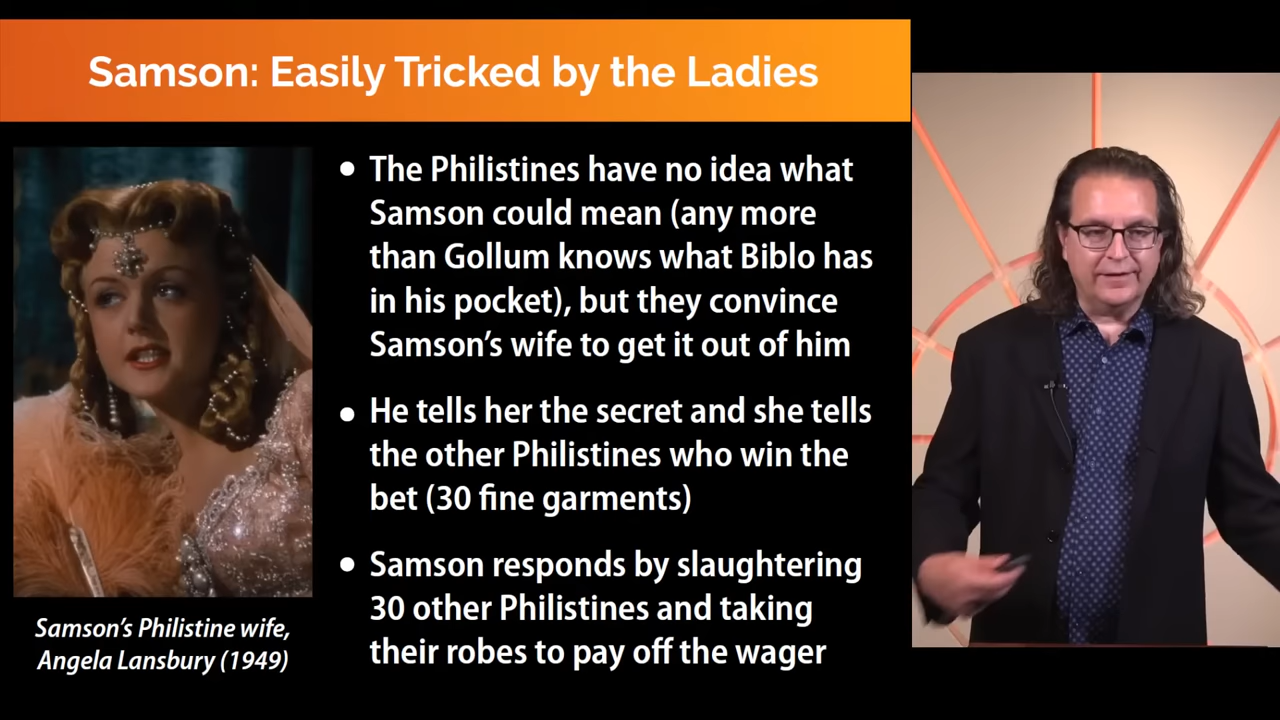 Samson: Easily Tricked by the Ladies
• The Philistines have no idea what
Samson could mean (any more
than Gollum knows what Biblo has
in his pocket), but they convince
Samson’s wife to get it out of him
• He tells her the secret and she tells
the other Philistines who win the
bet (30 fine garments)
• Samson responds by slaughtering
30 other Philistines and taking
their robes to pay off the wager
Samson’s Philistine wife,
Angela Lansbury (1949)